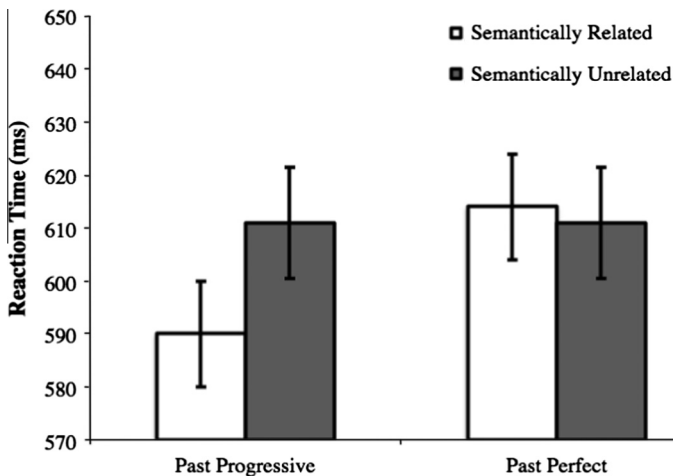 650
640
630
620
610
600
590
580
570
Reaction Time (ms)
Semantically Related
Semantically Unrelated
Past Progressive
Past Perfect